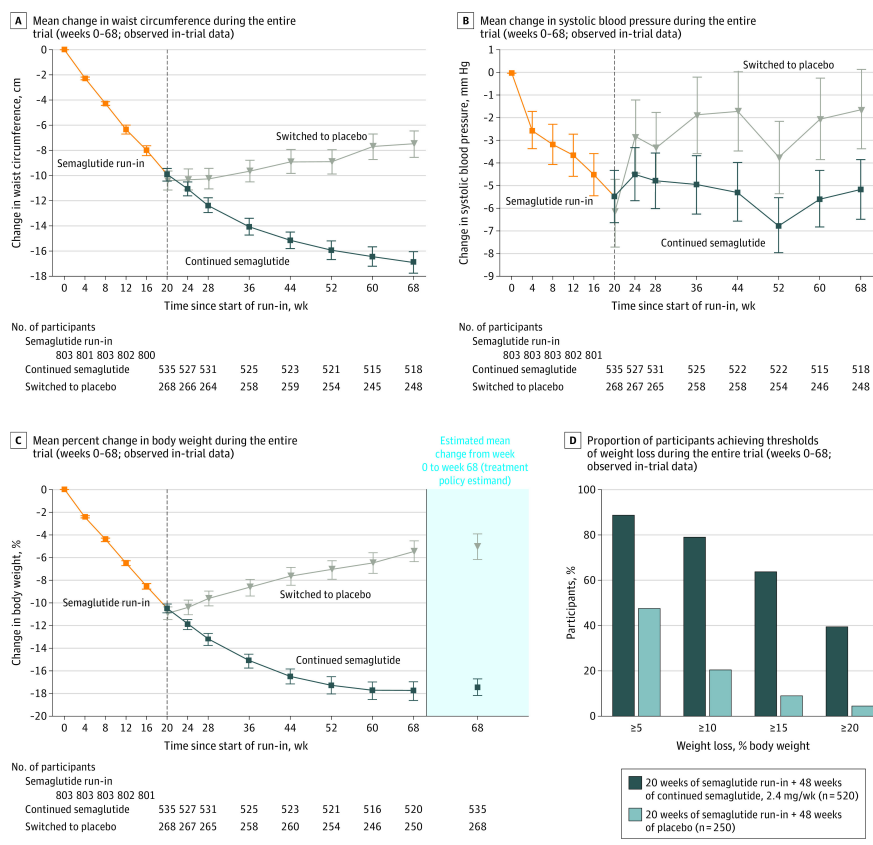 A Mean change in waist circumference during the entire
trial (weeks 0–68; observed in-trial data)
Change in waist circumference, cm
0
-2
-4
-6
-8
-10
-12
-14
-16
-18
Switched to placebo
Semaglutide run-in
Continued semaglutide
0 4 8 12 16 20 24 28 36 44 52 60 68
Time since start of run-in, wk
No. of participants
Semaglutide run-in
803 801 803 802 800
Continued semaglutide 535 527 531 525 523 521 515 518
Switched to placebo 268 266 264 258 259 254 245 248
B Mean change in systolic blood pressure during the entire
trial (weeks 0–68; observed in-trial data)
Change in systolic blood pressure, mm Hg
1
0
-1
-2
-3
-4
-5
-6
-7
-8
-9
Switched to placebo
Semaglutide run-in
Continued semaglutide
0 4 8 12 16 20 24 28 36 44 52 60 68
Time since start of run-in, wk
No. of participants
Semaglutide run-in
803 803 803 802 801
Continued semaglutide 535 527 531 525 522 522 515 518
Switched to placebo 268 267 265 258 258 254 246 248
C Mean percent change in body weight during the entire
trial (weeks 0–68; observed in-trial data)
Estimated mean
change from week
0 to week 68 (treatment
policy estimand)
Change in body weight, %
0
-2
-4
-6
-8
-10
-12
-14
-16
-18
-20
Semaglutide run-in
Switched to placebo
Continued semaglutide
0 4 8 12 16 20 24 28 36 44 52 60 68 68
Time since start of run-in, wk
No. of participants
Semaglutide run-in
803 803 803 802 801
Continued semaglutide 535 527 531 525 523 521 516 520 535
Switched to placebo 268 267 265 258 260 254 246 250 268
D Proportion of participants achieving thresholds
of weight loss during the entire trial (weeks 0–68;
observed in-trial data)
Participants, %
100
80
60
40
20
0
≥5 ≥10 ≥15 ≥20
Weight loss, % body weight
20 weeks of semaglutide run-in + 48 weeks
of continued semaglutide, 2.4 mg/wk (n = 520)
20 weeks of semaglutide run-in + 48 weeks
of placebo (n = 250)